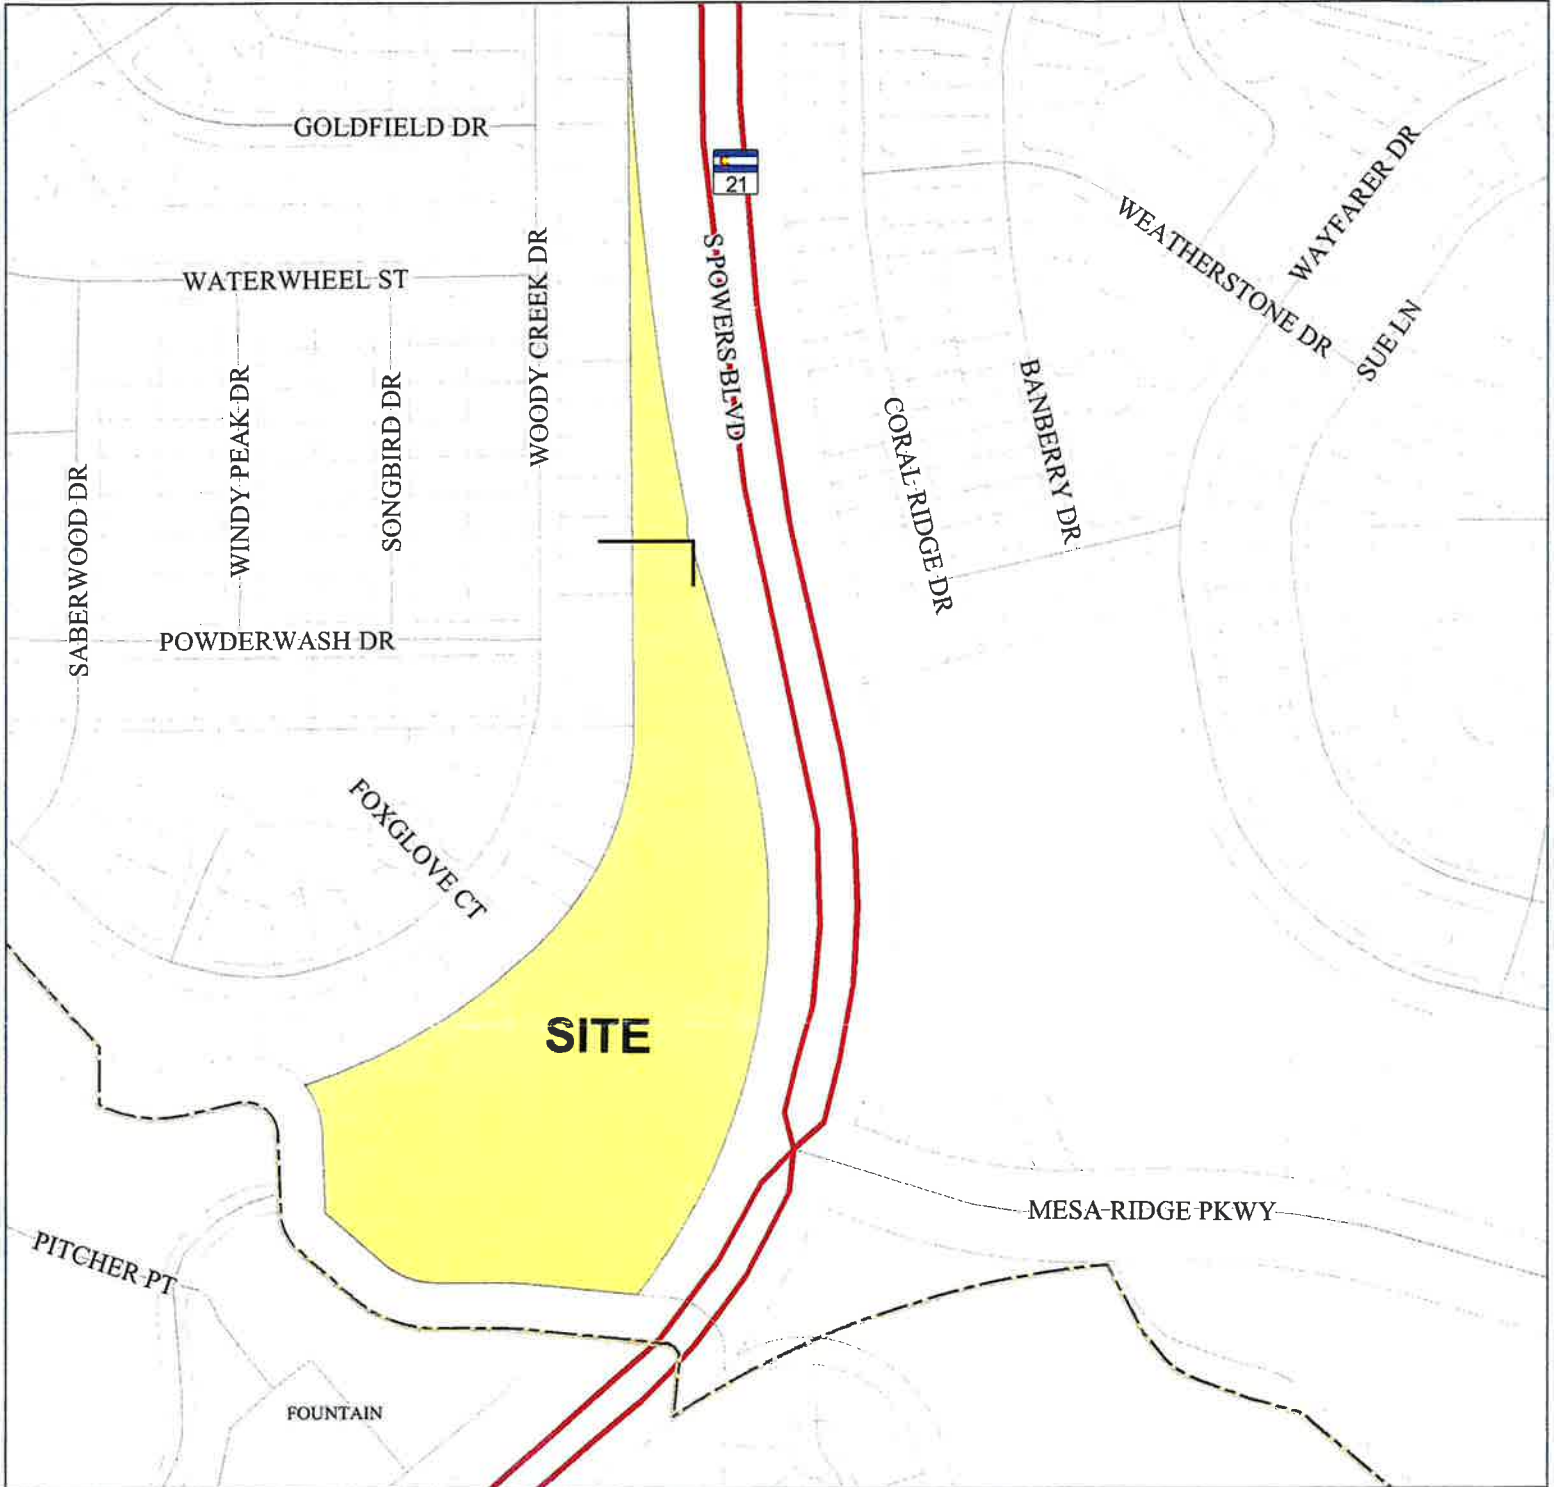 GOLDFIELD DR
21
WAYFARER DR
WEATHERSTONE DR
WATERWHEEL ST
WOODY CREEK DR
S POWERS BLVD
SUE LN
WINDY PEAK DR
SONGBIRD DR
BANBERRY DR
CORAL RIDGE DR
SABERWOOD DR
POWDERWASH DR
FOXGLOVE CT
SITE
MESA RIDGE PKWY
PITCHER PT
FOUNTAIN